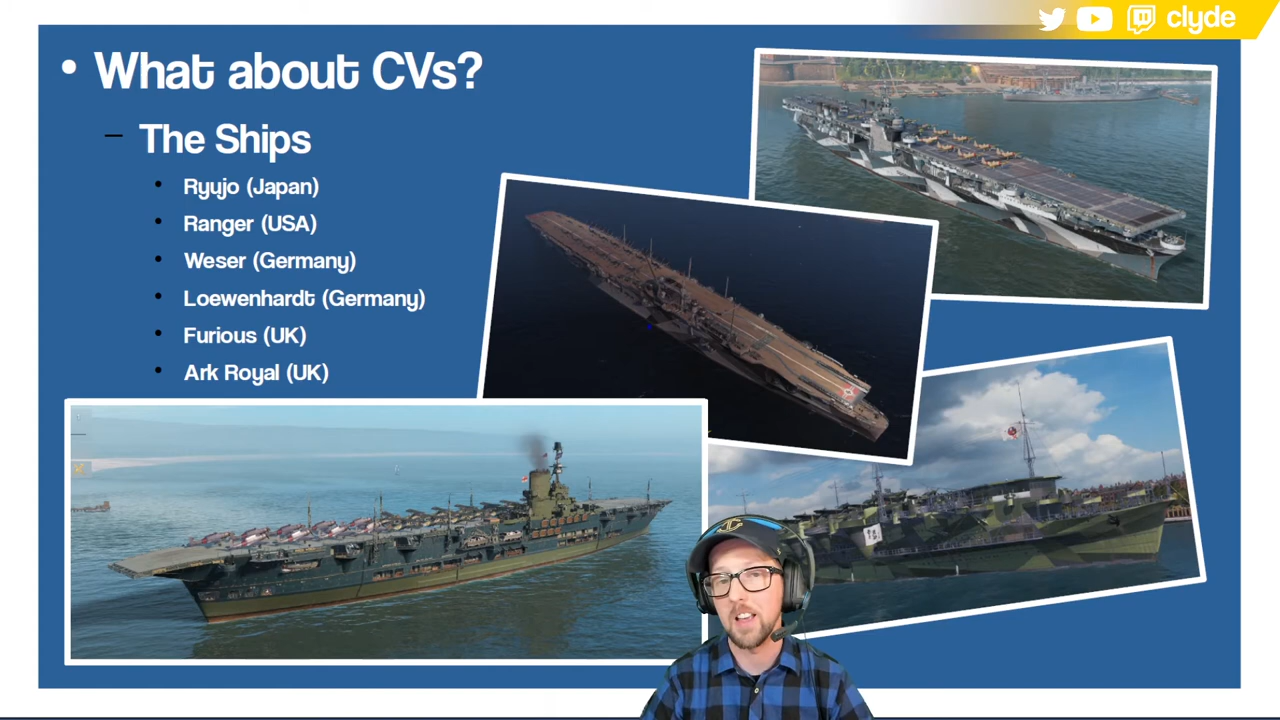 clyde
What about CVs?
The Ships
Ryujo (Japan)
Ranger (USA)
Weser (Germany)
Loewenhardt (Germany)
Furious (UK)
Ark Royal (UK)